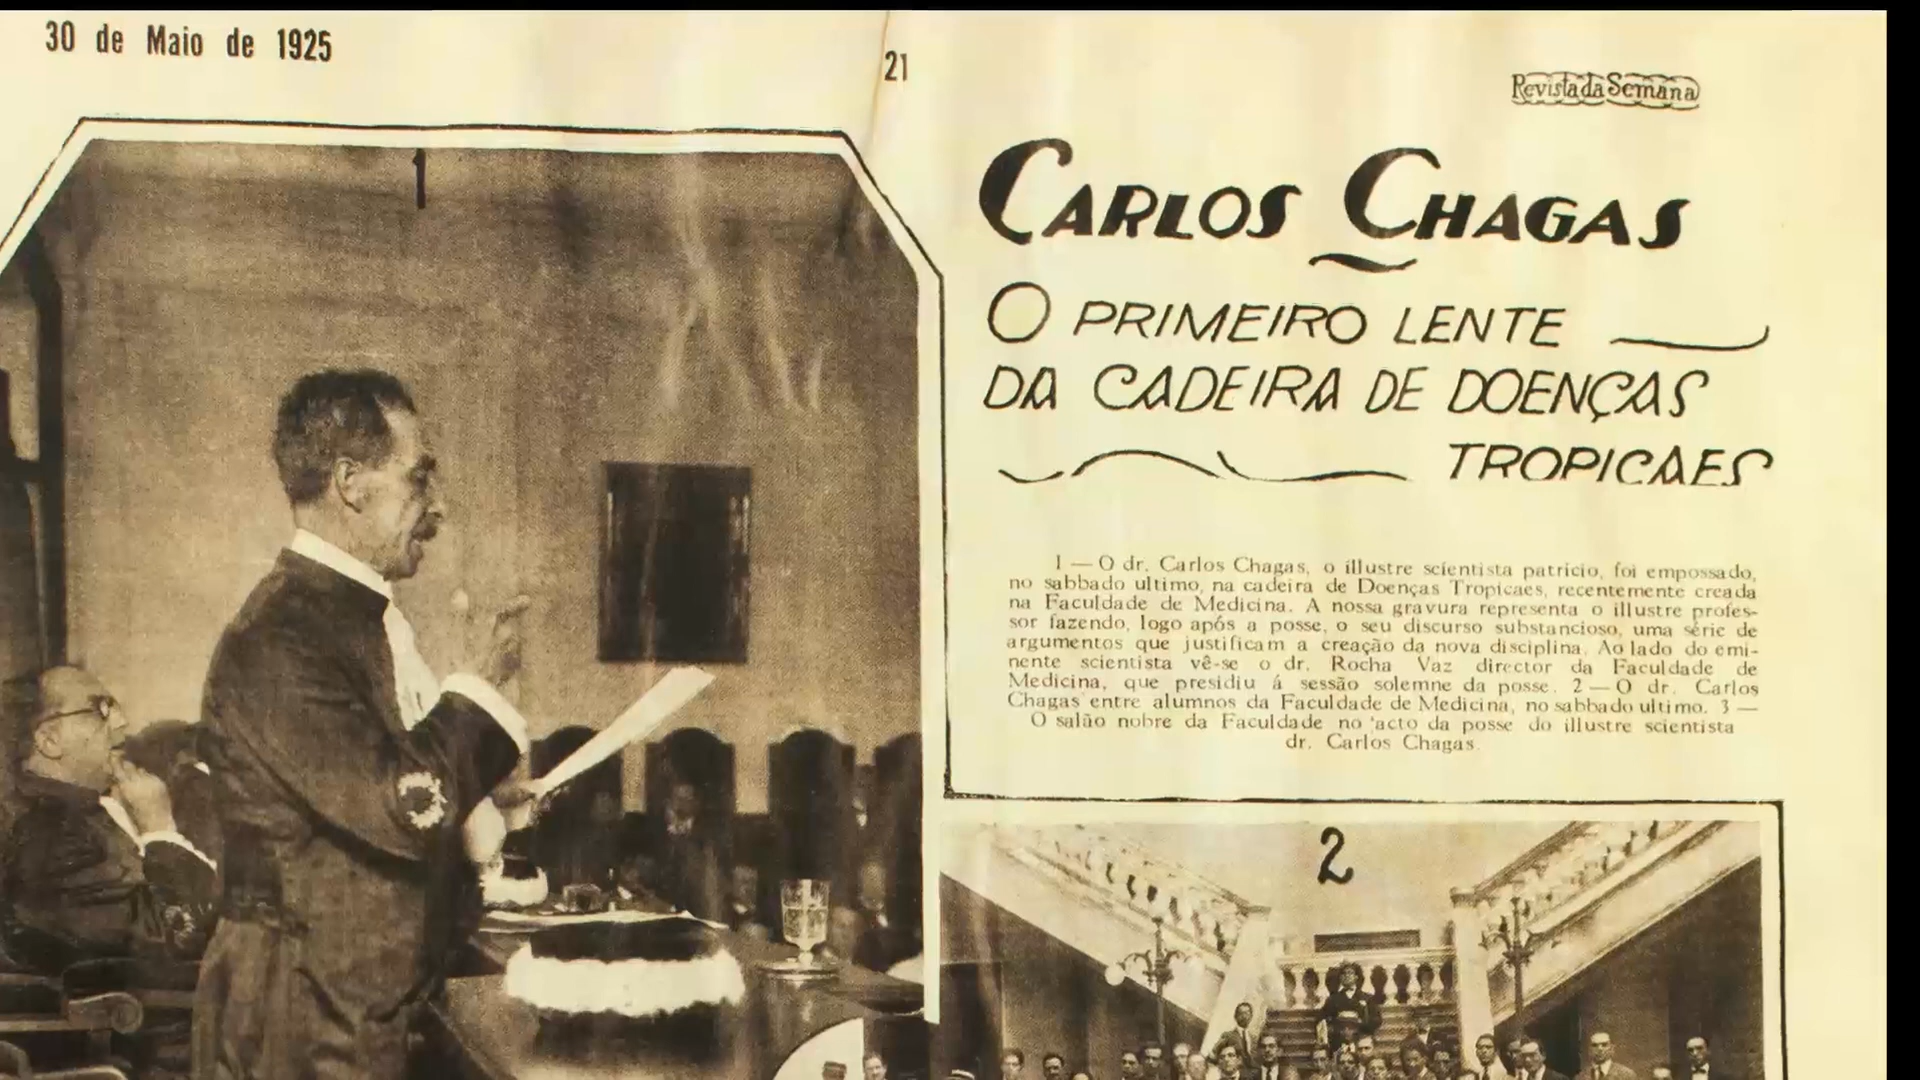 30 de Maio de 1925
21
Revista da Semana
CARLOS CHAGAS
O PRIMEIRO LENTE
DA CADEIRA DE DOENÇAS
TROPICAES
1 — O dr. Carlos Chagas, o illustre scientista patricio, foi empossado,
no sabbado ultimo, na cadeira de Doenças Tropicaes, recentemente creada
na Faculdade de Medicina. A nossa gravura representa o illustre profes-
sor fazendo, logo após a posse, o seu discurso substancioso, uma série de
argumentos que justificam a creação da nova disciplina. Ao lado do emi-
nente scientista vê-se o dr. Rocha Vaz director da Faculdade de
Medicina, que presidiu á sessão solemne da posse. 2 — O dr. Carlos
Chagas entre alumnos da Faculdade de Medicina, no sabbado ultimo. 3 —
O salão nobre da Faculdade no acto da posse do illustre scientista
dr. Carlos Chagas.
1
2